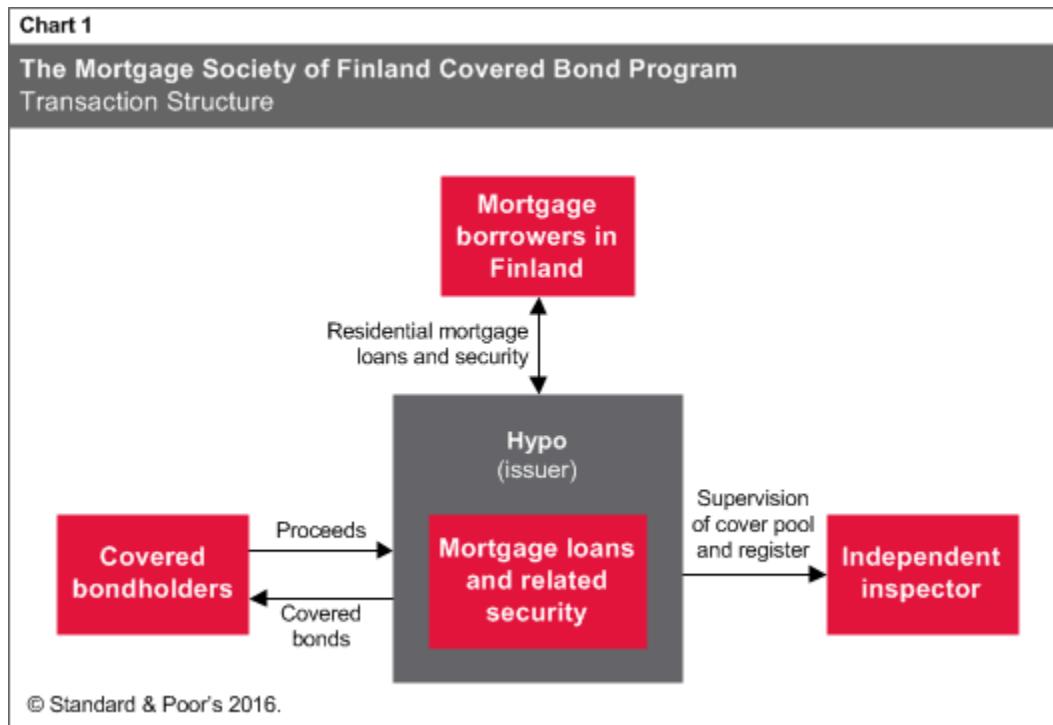 Chart 1
The Mortgage Society of Finland Covered Bond Program
Transaction Structure
Mortgage
borrowers in
Finland
Residential mortgage
loans and security
Hypo
(issuer)
Mortgage loans
and related
security
Covered
bondholders
Proceeds
Covered
bonds
Supervision
of cover pool
and register
Independent
inspector
© Standard & Poor's 2016.